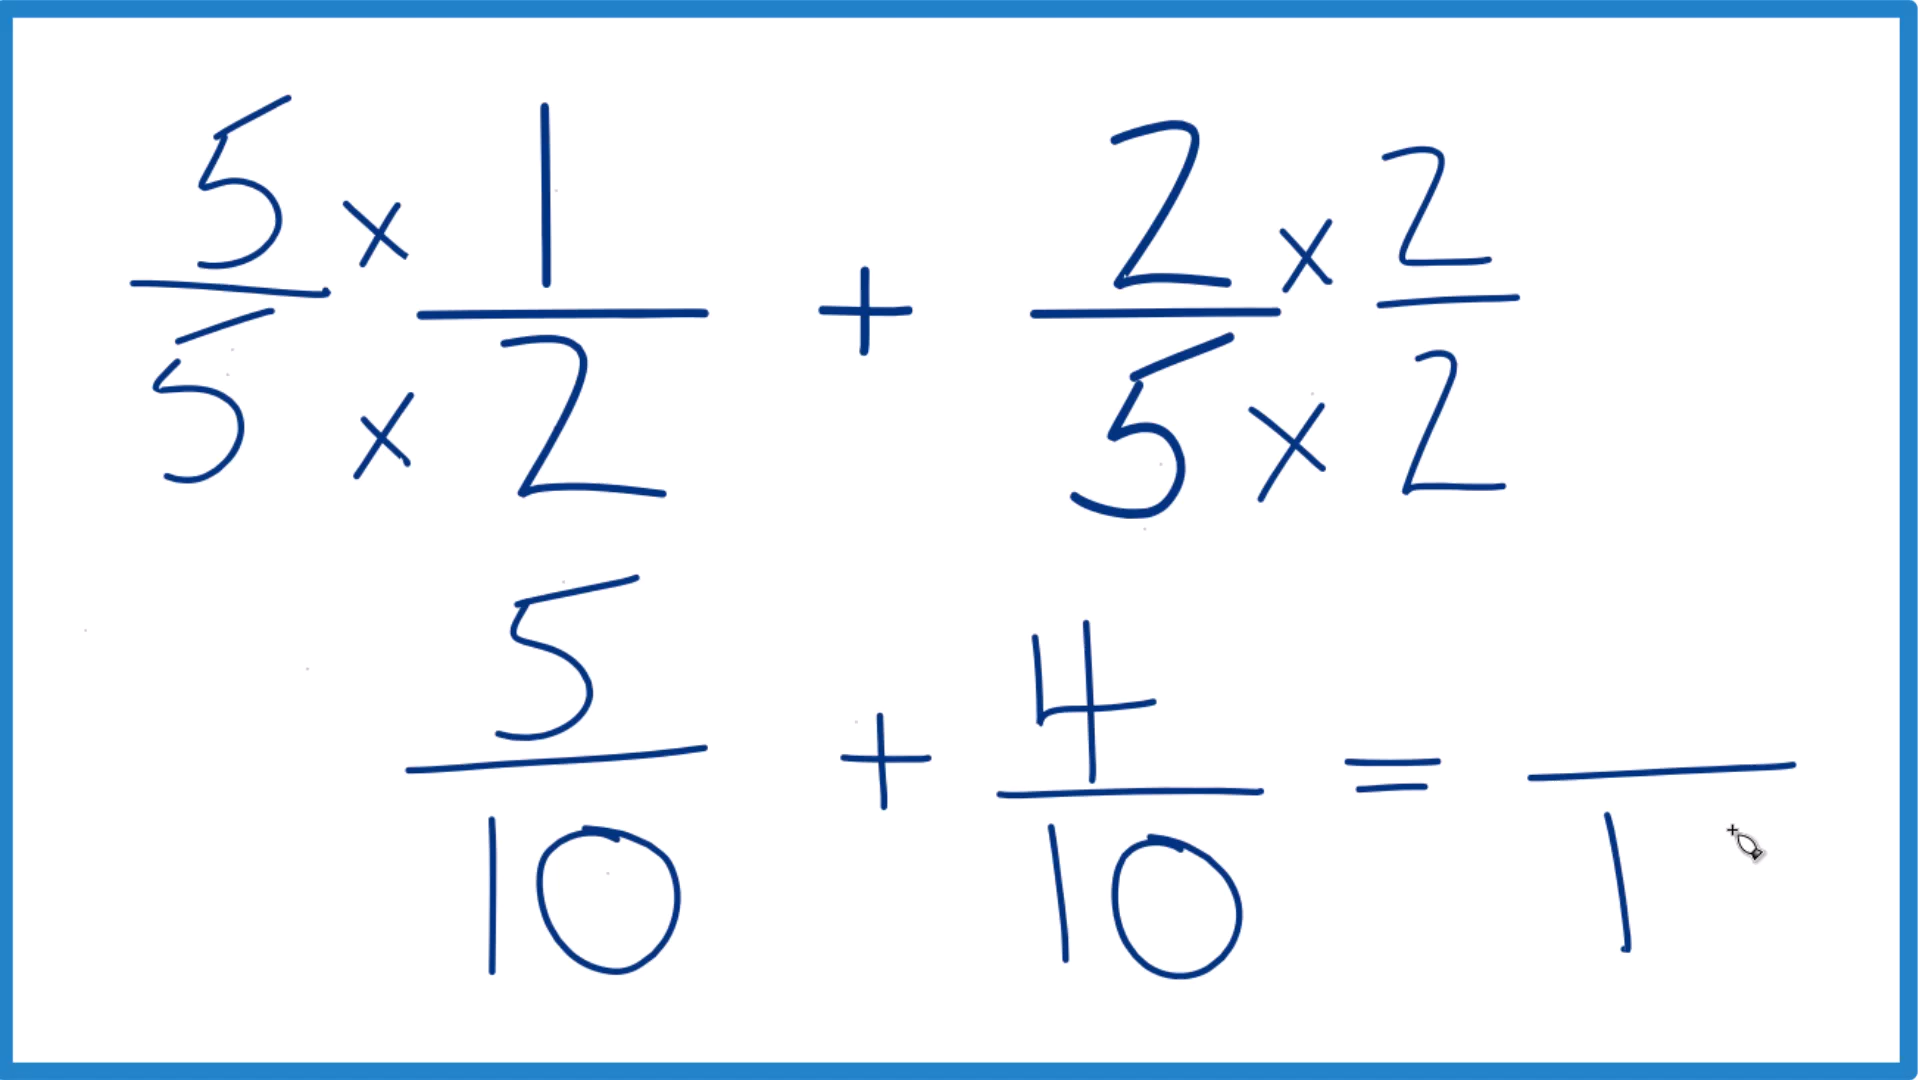 5/5 × 1/2 + 2/5 × 2/2
5/10 + 4/10 = /1